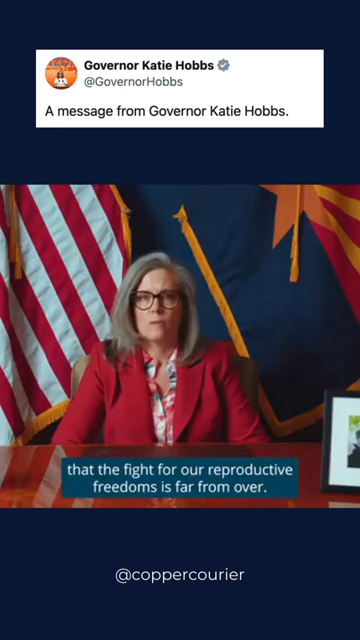 Governor Katie Hobbs
@GovernorHobbs
A message from Governor Katie Hobbs.
that the fight for our reproductive
freedoms is far from over.
@coppercourier